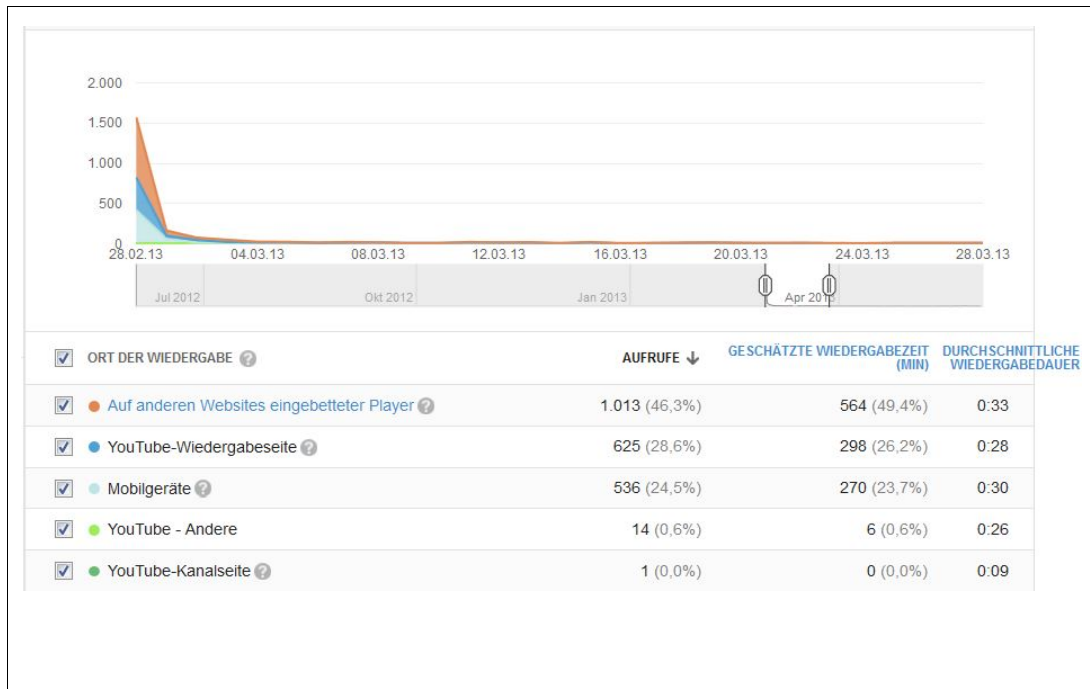 2.000
1.500
1.000
500
0
28.02.13 04.03.13 08.03.13 12.03.13 16.03.13 20.03.13 24.03.13 28.03.13
Jul 2012 Okt 2012 Jan 2013 Apr 201
ORT DER WIEDERGABE ? AUFRUFE ↓ GESCHÄTZTE WIEDERGABEZEIT (MIN) DURCHSCHNITTLICHE WIEDERGABEDAUER
Auf anderen Websites eingebetteter Player ? 1.013 (46,3%) 564 (49,4%) 0:33
YouTube-Wiedergabeseite ? 625 (28,6%) 298 (26,2%) 0:28
Mobilgeräte ? 536 (24,5%) 270 (23,7%) 0:30
YouTube - Andere 14 (0,6%) 6 (0,6%) 0:26
YouTube-Kanalseite ? 1 (0,0%) 0 (0,0%) 0:09